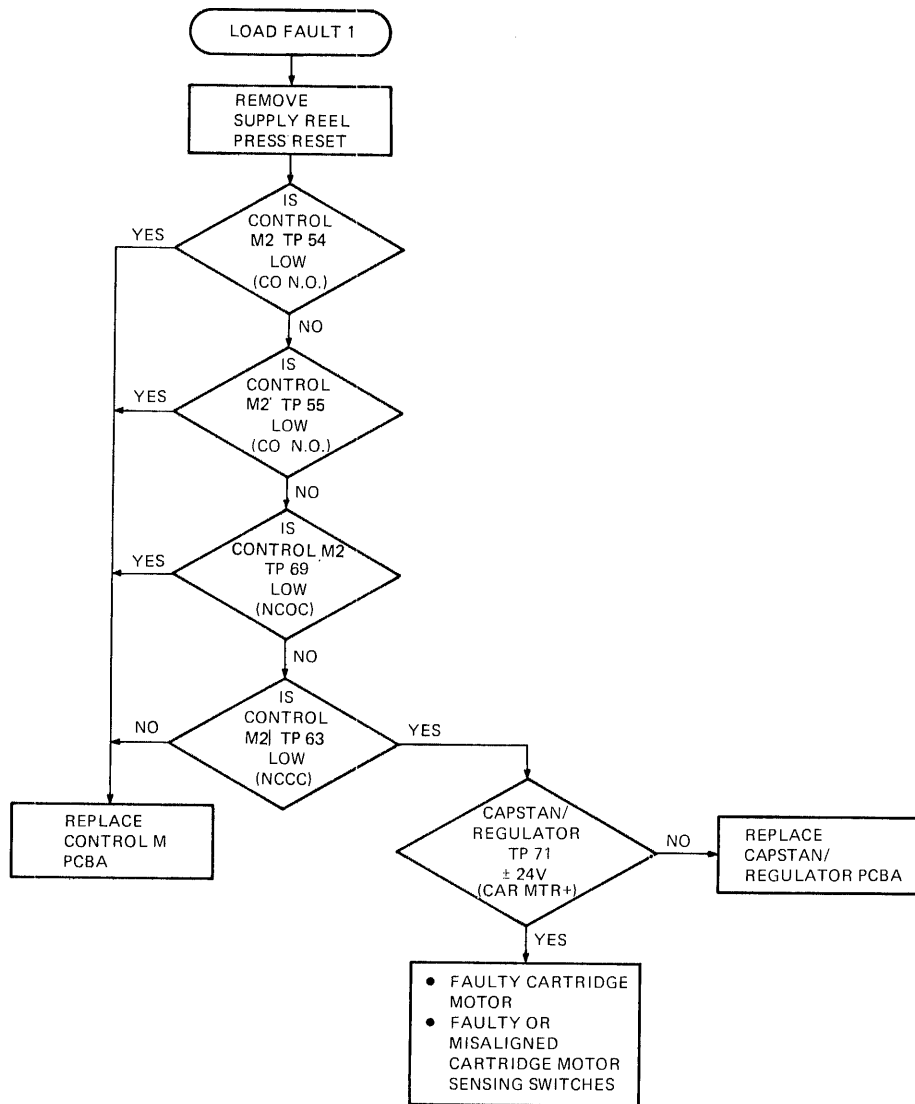 LOAD FAULT 1
REMOVE
SUPPLY REEL
PRESS RESET
IS
CONTROL
M2 TP 54
LOW
(CO N.O.)
YES
NO
IS
CONTROL
M2' TP 55
LOW
(CO N.O.)
YES
NO
IS
CONTROL M2
TP 69
LOW
(NCOC)
YES
NO
IS
CONTROL
M2| TP 63
LOW
(NCCC)
NO
YES
REPLACE
CONTROL M
PCBA
CAPSTAN/
REGULATOR
TP 71
± 24V
(CAR MTR+)
NO
REPLACE
CAPSTAN/
REGULATOR PCBA
YES
● FAULTY CARTRIDGE
MOTOR
● FAULTY OR
MISALIGNED
CARTRIDGE MOTOR
SENSING SWITCHES